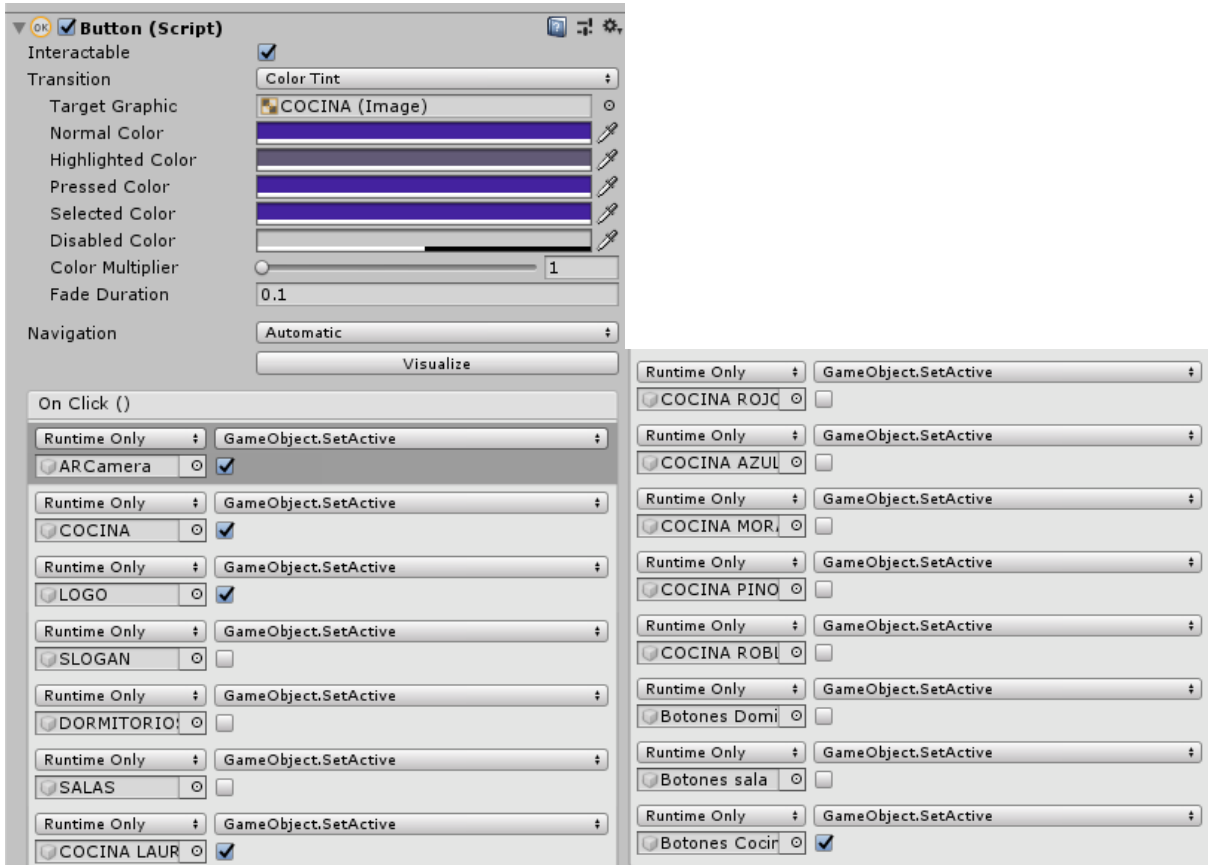 Button (Script)
Interactable
Transition Color Tint
Target Graphic COCINA (Image)
Normal Color
Highlighted Color
Pressed Color
Selected Color
Disabled Color
Color Multiplier 1
Fade Duration 0.1
Navigation Automatic
Visualize
On Click ()
Runtime Only GameObject.SetActive
ARCamera
Runtime Only GameObject.SetActive
COCINA
Runtime Only GameObject.SetActive
LOGO
Runtime Only GameObject.SetActive
SLOGAN
Runtime Only GameObject.SetActive
DORMITORIOS
Runtime Only GameObject.SetActive
SALAS
Runtime Only GameObject.SetActive
COCINA LAUR
Runtime Only GameObject.SetActive
COCINA ROJO
Runtime Only GameObject.SetActive
COCINA AZUL
Runtime Only GameObject.SetActive
COCINA MORA
Runtime Only GameObject.SetActive
COCINA PINO
Runtime Only GameObject.SetActive
COCINA ROBL
Runtime Only GameObject.SetActive
Botones Domi
Runtime Only GameObject.SetActive
Botones sala
Runtime Only GameObject.SetActive
Botones Cocin